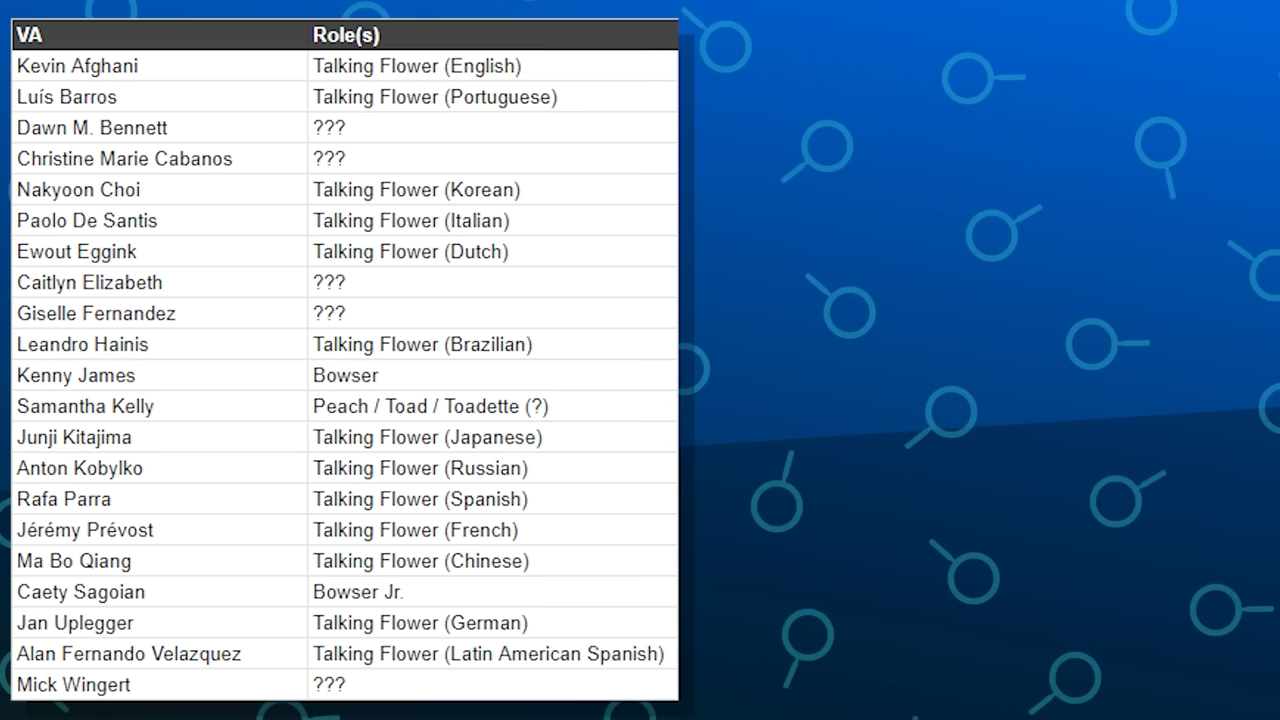 VA Role(s)
Kevin Afghani Talking Flower (English)
Luís Barros Talking Flower (Portuguese)
Dawn M. Bennett ???
Christine Marie Cabanos ???
Nakyoon Choi Talking Flower (Korean)
Paolo De Santis Talking Flower (Italian)
Ewout Eggink Talking Flower (Dutch)
Caitlyn Elizabeth ???
Giselle Fernandez ???
Leandro Hainis Talking Flower (Brazilian)
Kenny James Bowser
Samantha Kelly Peach / Toad / Toadette (?)
Junji Kitajima Talking Flower (Japanese)
Anton Kobylko Talking Flower (Russian)
Rafa Parra Talking Flower (Spanish)
Jérémy Prévost Talking Flower (French)
Ma Bo Qiang Talking Flower (Chinese)
Caety Sagoian Bowser Jr.
Jan Uplegger Talking Flower (German)
Alan Fernando Velazquez Talking Flower (Latin American Spanish)
Mick Wingert ???